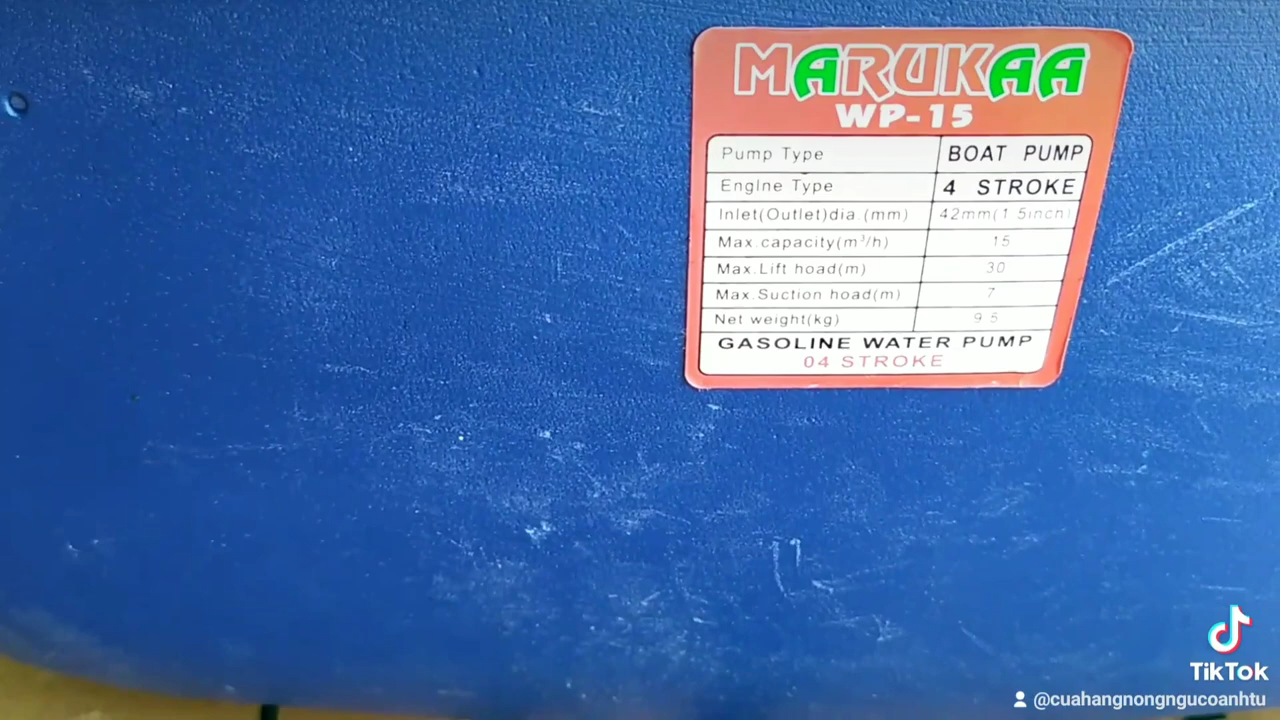 MARUKAA
WP-15
Pump Type BOAT PUMP
Engine Type 4 STROKE
Inlet(Outlet)dia.(mm) 42mm(1.5inch)
Max.capacity(m³/h) 15
Max.Lift hoad(m) 30
Max.Suction hoad(m) 7
Net weight(kg) 9.5
GASOLINE WATER PUMP
04 STROKE
TikTok
@cuahangnongngucoanhtu